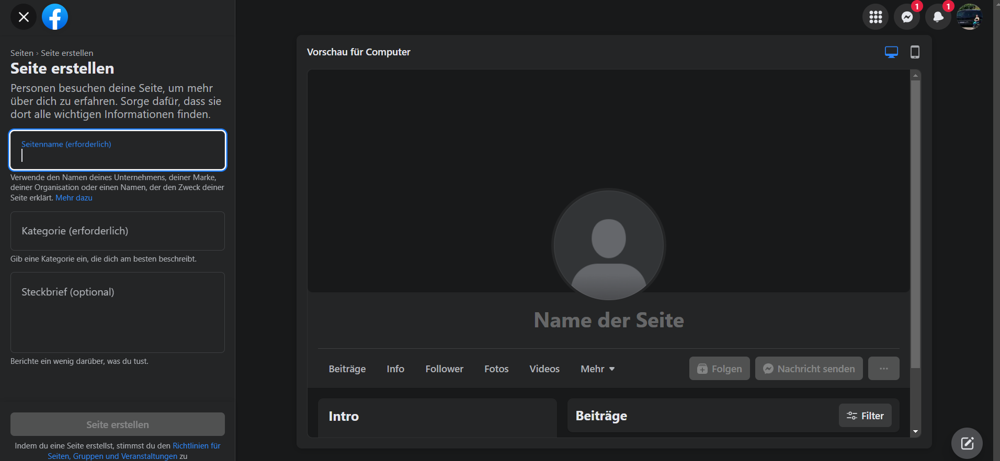 1
1
Seiten › Seite erstellen
Seite erstellen
Personen besuchen deine Seite, um mehr
über dich zu erfahren. Sorge dafür, dass sie
dort alle wichtigen Informationen finden.
Seitenname (erforderlich)
Verwende den Namen deines Unternehmens, deiner Marke,
deiner Organisation oder einen Namen, der den Zweck deiner
Seite erklärt. Mehr dazu
Kategorie (erforderlich)
Gib eine Kategorie ein, die dich am besten beschreibt.
Steckbrief (optional)
Berichte ein wenig darüber, was du tust.
Seite erstellen
Indem du eine Seite erstellst, stimmst du den Richtlinien für
Seiten, Gruppen und Veranstaltungen zu
Vorschau für Computer
Name der Seite
Beiträge Info Follower Fotos Videos Mehr Folgen Nachricht senden ...
Intro
Beiträge Filter